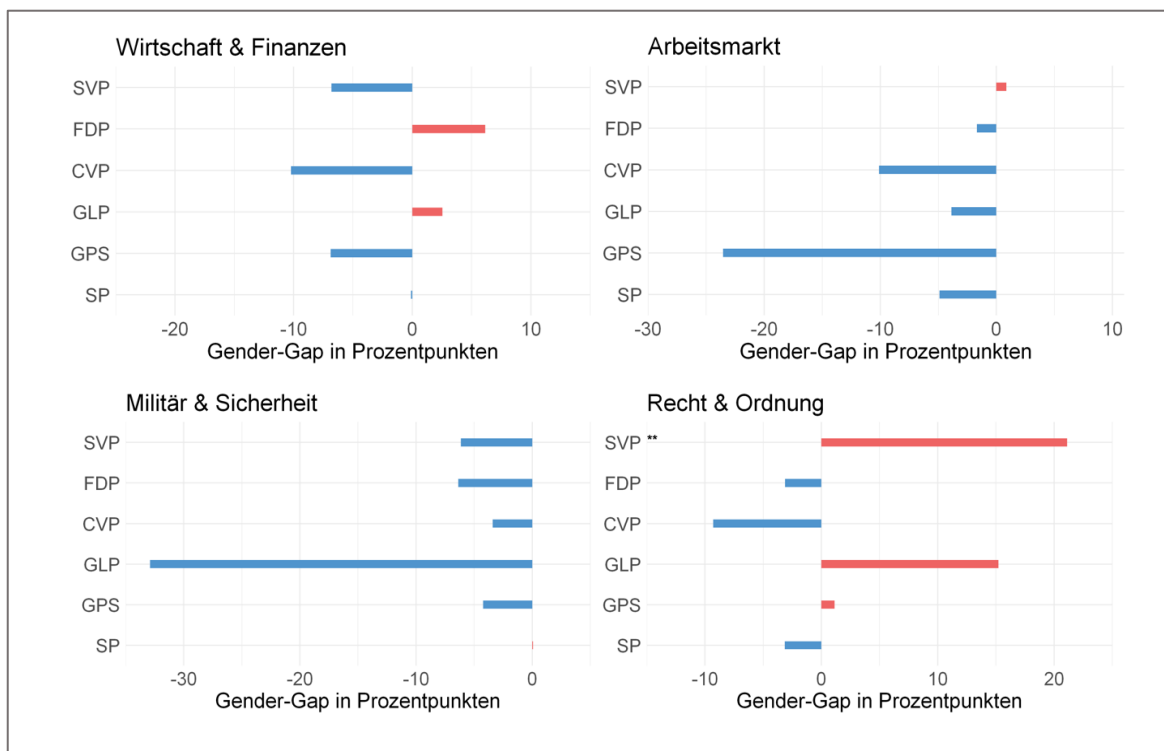 Wirtschaft & Finanzen
SVP
FDP
CVP
GLP
GPS
SP
-20 -10 0 10
Gender-Gap in Prozentpunkten
Arbeitsmarkt
SVP
FDP
CVP
GLP
GPS
SP
-30 -20 -10 0 10
Gender-Gap in Prozentpunkten
Militär & Sicherheit
SVP
FDP
CVP
GLP
GPS
SP
-30 -20 -10 0
Gender-Gap in Prozentpunkten
Recht & Ordnung
SVP **
FDP
CVP
GLP
GPS
SP
-10 0 10 20
Gender-Gap in Prozentpunkten